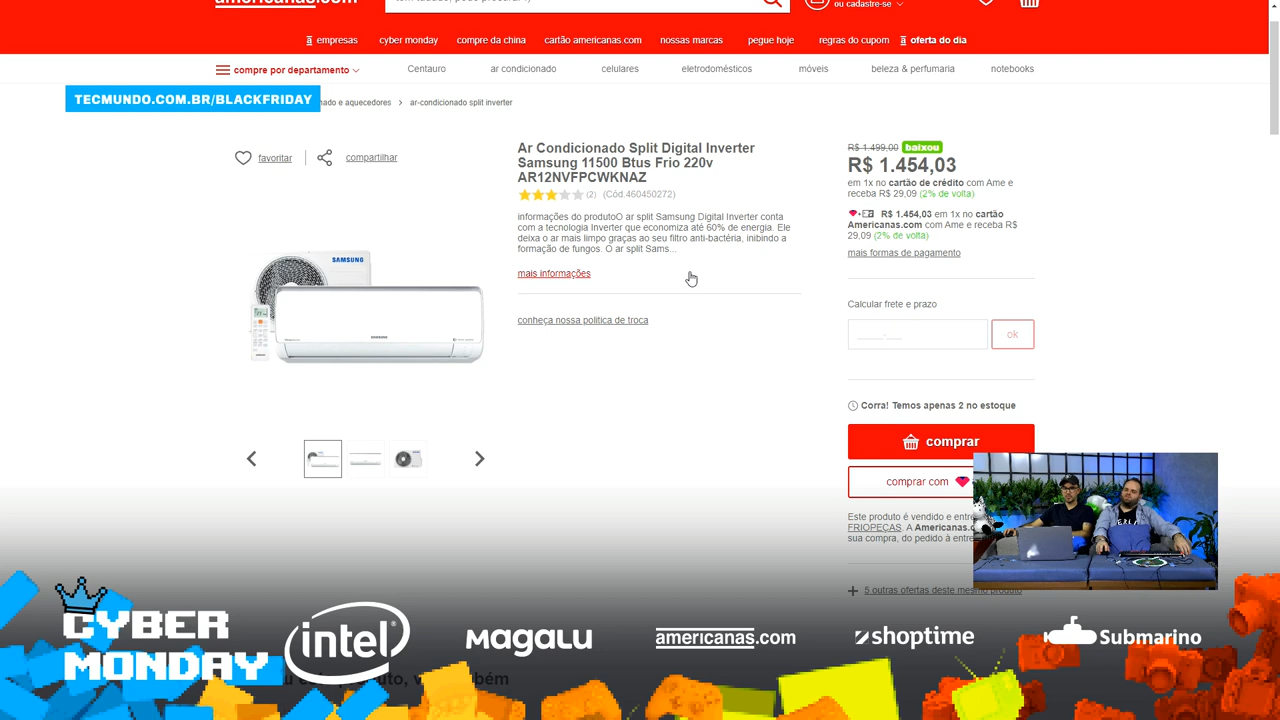 americanas.com
ou cadastre-se
empresas cyber monday compre da china cartão americanas.com nossas marcas pegue hoje regras do cupom oferta do dia
compre por departamento Centauro ar condicionado celulares eletrodomésticos móveis beleza & perfumaria notebooks
TECMUNDO.COM.BR/BLACKFRIDAY
nado e aquecedores > ar-condicionado split inverter
favoritar compartilhar
Ar Condicionado Split Digital Inverter
Samsung 11500 Btus Frio 220v
AR12NVFPCWKNAZ
(2) (Cód.460450272)
informações do produtoO ar split Samsung Digital Inverter conta
com a tecnologia Inverter que economiza até 60% de energia. Ele
deixa o ar mais limpo graças ao seu filtro anti-bactéria, inibindo a
formação de fungos. O ar split Sams...
mais informações
conheça nossa politica de troca
SAMSUNG
SAMSUNG
R$ 1.499,00 baixou
R$ 1.454,03
em 1x no cartão de crédito com Ame e
receba R$ 29,09 (2% de volta)
R$ 1.454,03 em 1x no cartão
Americanas.com com Ame e receba R$
29,09 (2% de volta)
mais formas de pagamento
Calcular frete e prazo
ok
Corra! Temos apenas 2 no estoque
comprar
comprar com
Este produto é vendido e entre
FRIOPEÇAS. A Americanas.c
sua compra, do pedido à entre
5 outras ofertas deste mesmo produto
CYBER
MONDAY
intel
Magalu
americanas.com
shoptime
Submarino